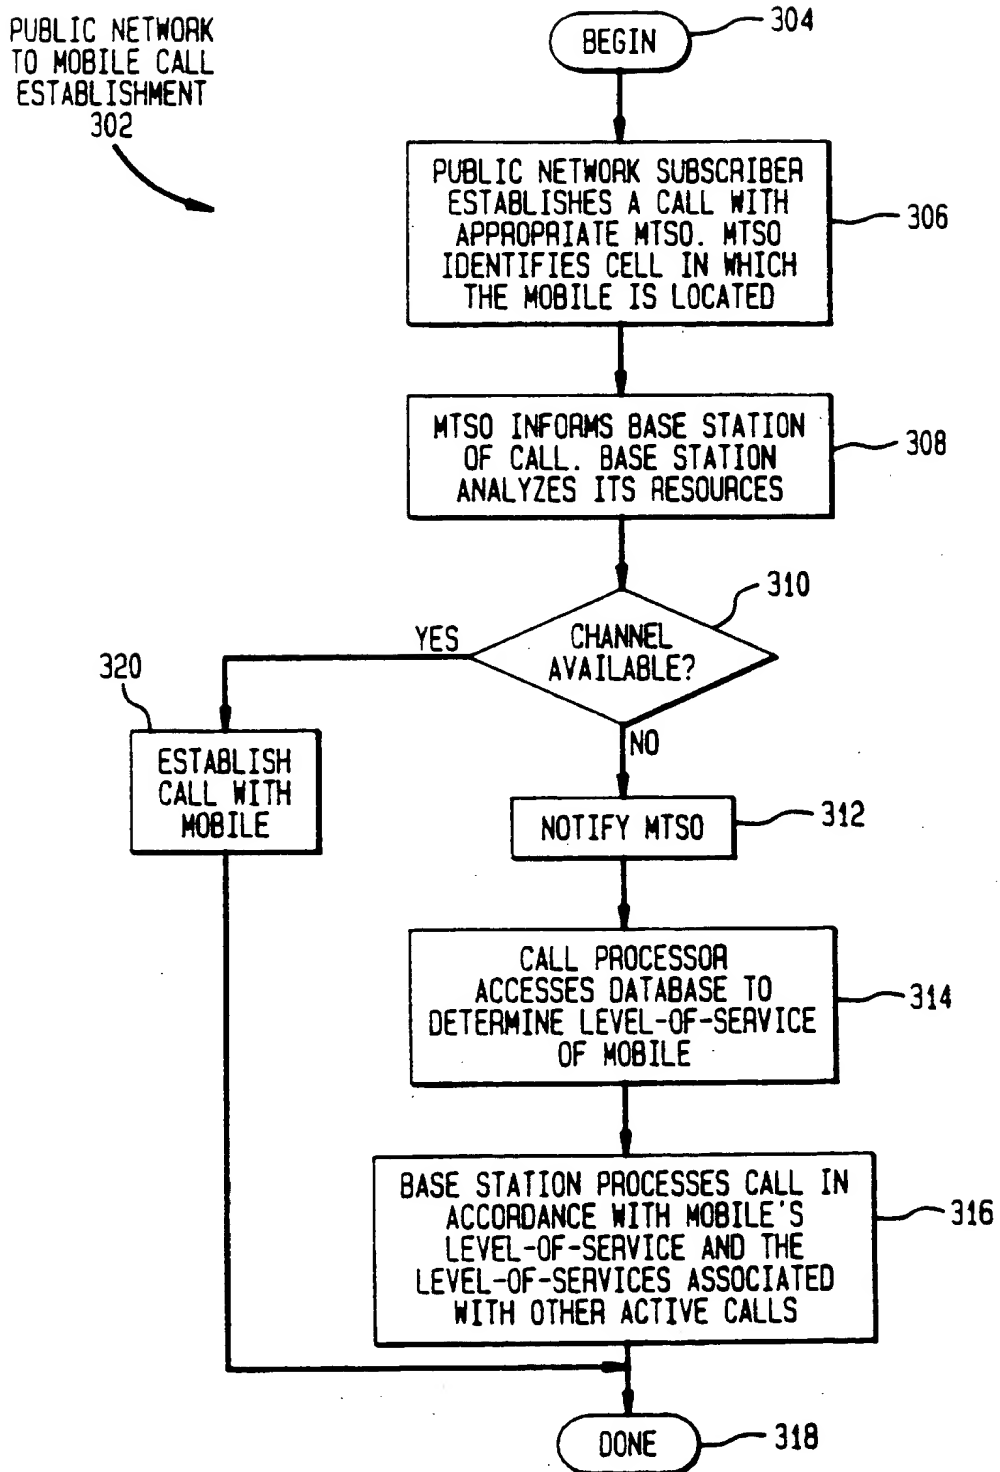 PUBLIC NETWORK
TO MOBILE CALL
ESTABLISHMENT
302
BEGIN
304
PUBLIC NETWORK SUBSCRIBER
ESTABLISHES A CALL WITH
APPROPRIATE MTSO. MTSO
IDENTIFIES CELL IN WHICH
THE MOBILE IS LOCATED
306
MTSO INFORMS BASE STATION
OF CALL. BASE STATION
ANALYZES ITS RESOURCES
308
CHANNEL
AVAILABLE?
310
YES
NO
320
ESTABLISH
CALL WITH
MOBILE
NOTIFY MTSO
312
CALL PROCESSOR
ACCESSES DATABASE TO
DETERMINE LEVEL-OF-SERVICE
OF MOBILE
314
BASE STATION PROCESSES CALL IN
ACCORDANCE WITH MOBILE'S
LEVEL-OF-SERVICE AND THE
LEVEL-OF-SERVICES ASSOCIATED
WITH OTHER ACTIVE CALLS
316
DONE
318